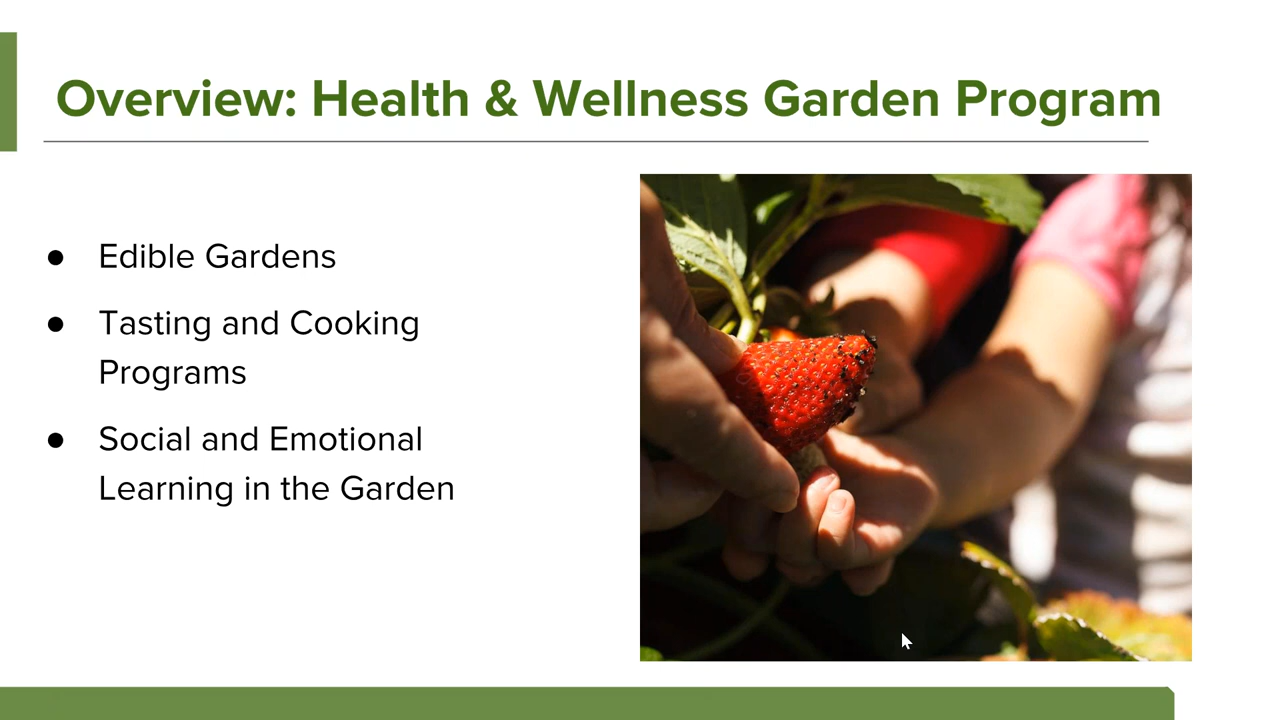 Overview: Health & Wellness Garden Program
● Edible Gardens
● Tasting and Cooking
Programs
● Social and Emotional
Learning in the Garden